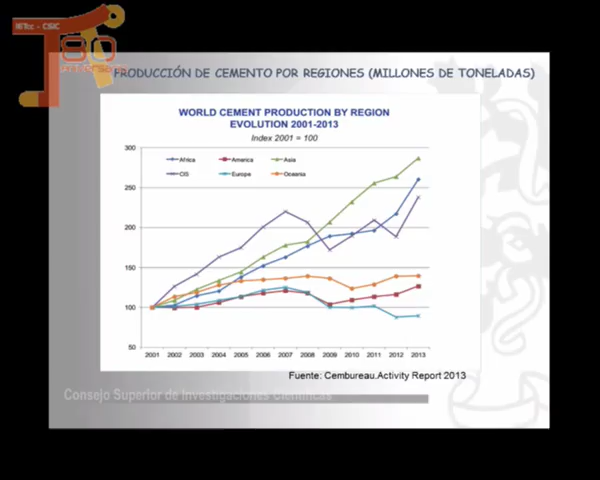 IETcc - CSIC
80
Aniversario
PRODUCCIÓN DE CEMENTO POR REGIONES (MILLONES DE TONELADAS)
WORLD CEMENT PRODUCTION BY REGION
EVOLUTION 2001-2013
Index 2001 = 100
300
Africa America Asia
CIS Europe Oceania
250
200
150
100
50
2001 2002 2003 2004 2005 2006 2007 2008 2009 2010 2011 2012 2013
Fuente: Cembureau.Activity Report 2013
Consejo Superior de Investigaciones Científicas